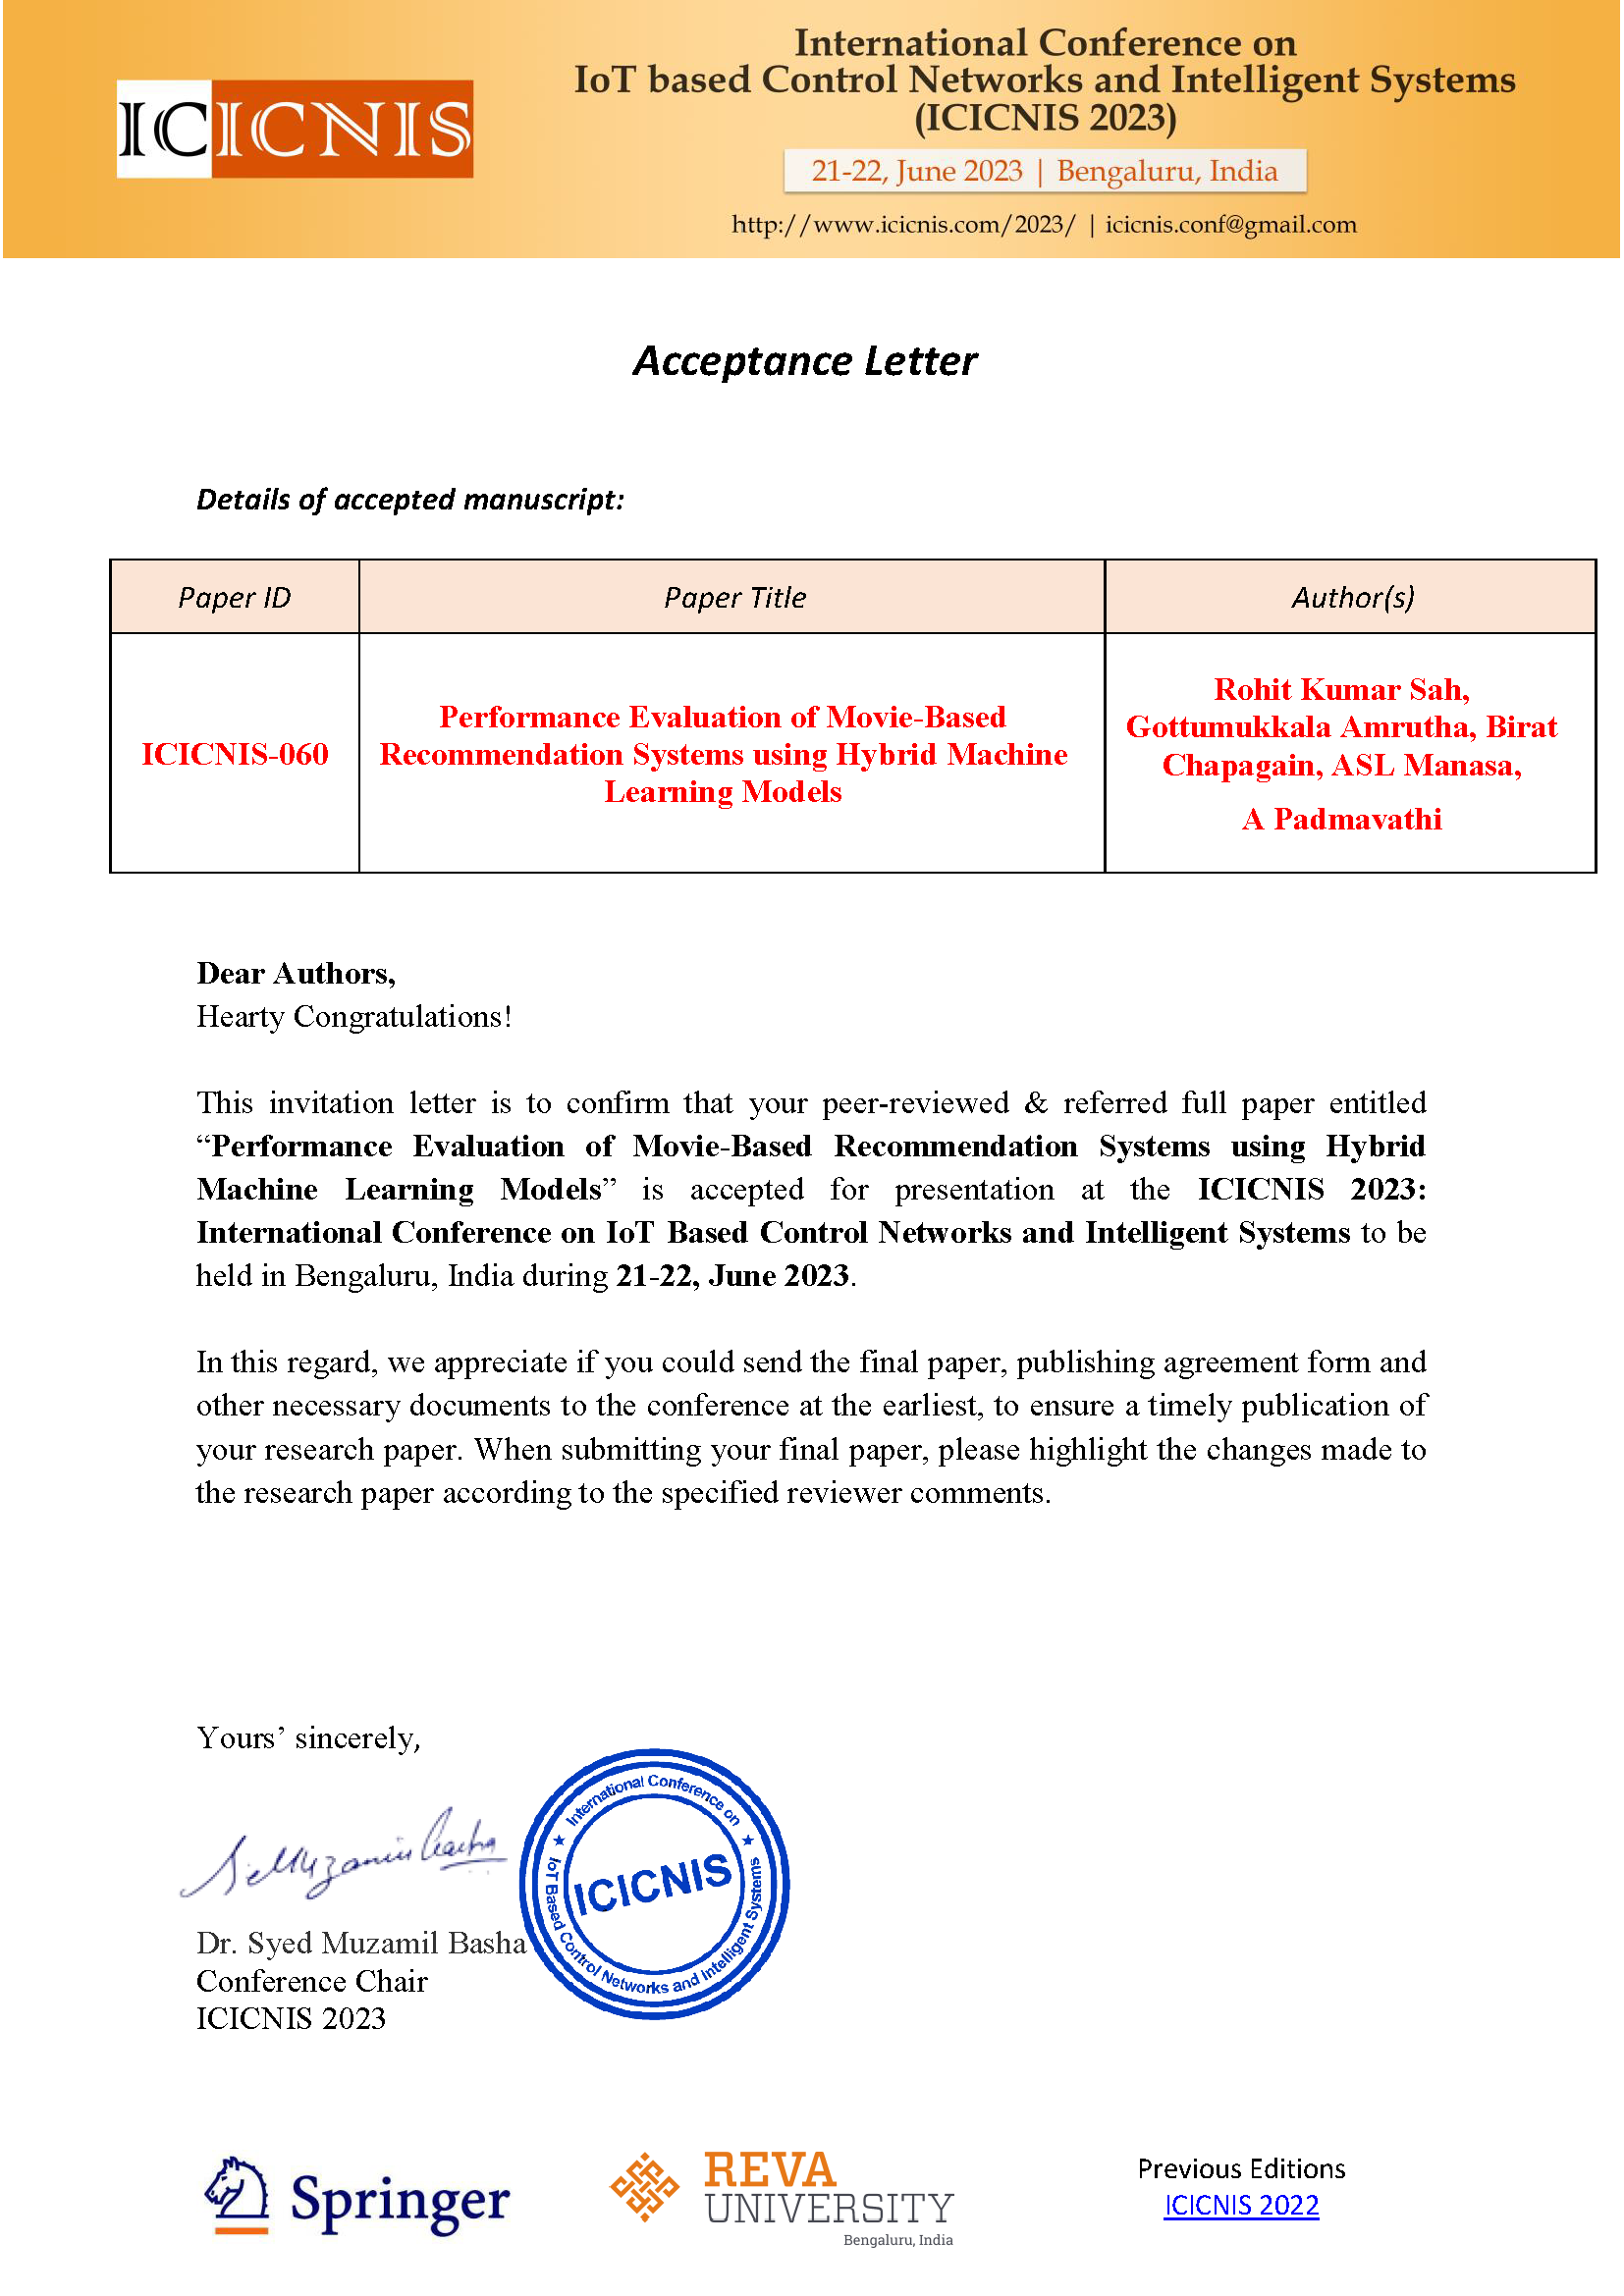 ICICNIS
International Conference on
IoT based Control Networks and Intelligent Systems
(ICICNIS 2023)
21-22, June 2023 | Bengaluru, India
http://www.icicnis.com/2023/ | icicnis.conf@gmail.com
Acceptance Letter
Details of accepted manuscript:
Paper ID
Paper Title
Author(s)
ICICNIS-060
Performance Evaluation of Movie-Based
Recommendation Systems using Hybrid Machine
Learning Models
Rohit Kumar Sah,
Gottumukkala Amrutha, Birat
Chapagain, ASL Manasa,
A Padmavathi
Dear Authors,
Hearty Congratulations!
This invitation letter is to confirm that your peer-reviewed & referred full paper entitled
“Performance Evaluation of Movie-Based Recommendation Systems using Hybrid
Machine Learning Models” is accepted for presentation at the ICICNIS 2023:
International Conference on IoT Based Control Networks and Intelligent Systems to be
held in Bengaluru, India during 21-22, June 2023.
In this regard, we appreciate if you could send the final paper, publishing agreement form and
other necessary documents to the conference at the earliest, to ensure a timely publication of
your research paper. When submitting your final paper, please highlight the changes made to
the research paper according to the specified reviewer comments.
Yours’ sincerely,
International Conference on
ICICNIS
IoT Based Control Networks and Intelligent Systems
Dr. Syed Muzamil Basha
Conference Chair
ICICNIS 2023
Springer
REVA
UNIVERSITY
Bengaluru, India
Previous Editions
ICICNIS 2022